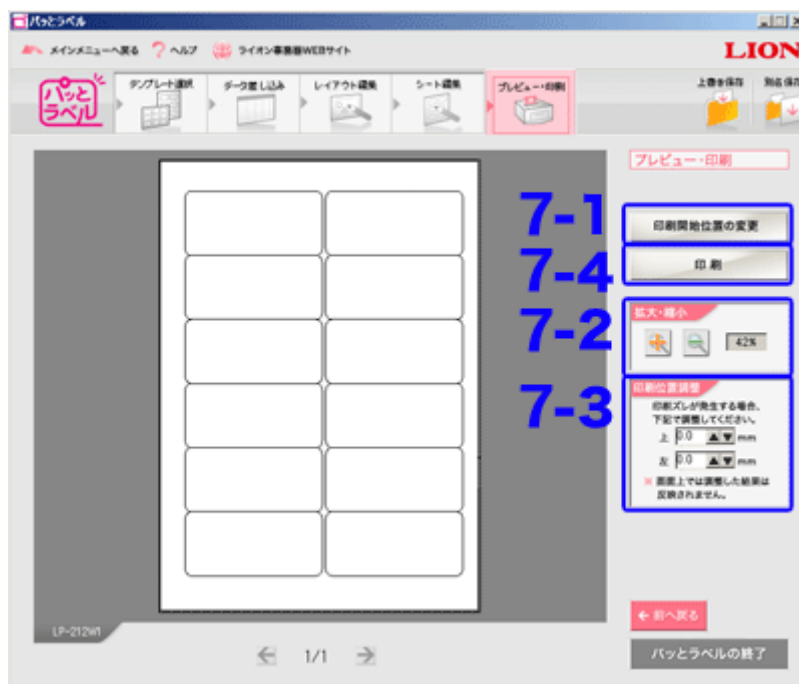 パッとラベル
メインメニューへ戻る ? ヘルプ ライオン事務器WEBサイト
LION
パッと
ラベル
テンプレート選択 データ差し込み レイアウト編集 シート編集 プレビュー・印刷 上書き保存 別名保存
プレビュー・印刷
7-1 印刷開始位置の変更
7-4 印刷
7-2 拡大・縮小
42%
7-3 印刷位置調整
印刷ズレが発生する場合、
下記で調整してください。
上 0.0 mm
左 0.0 mm
※ 画面上では調整した結果は
反映されません。
←前へ戻る
LP-212WI
1/1
パッとラベルの終了